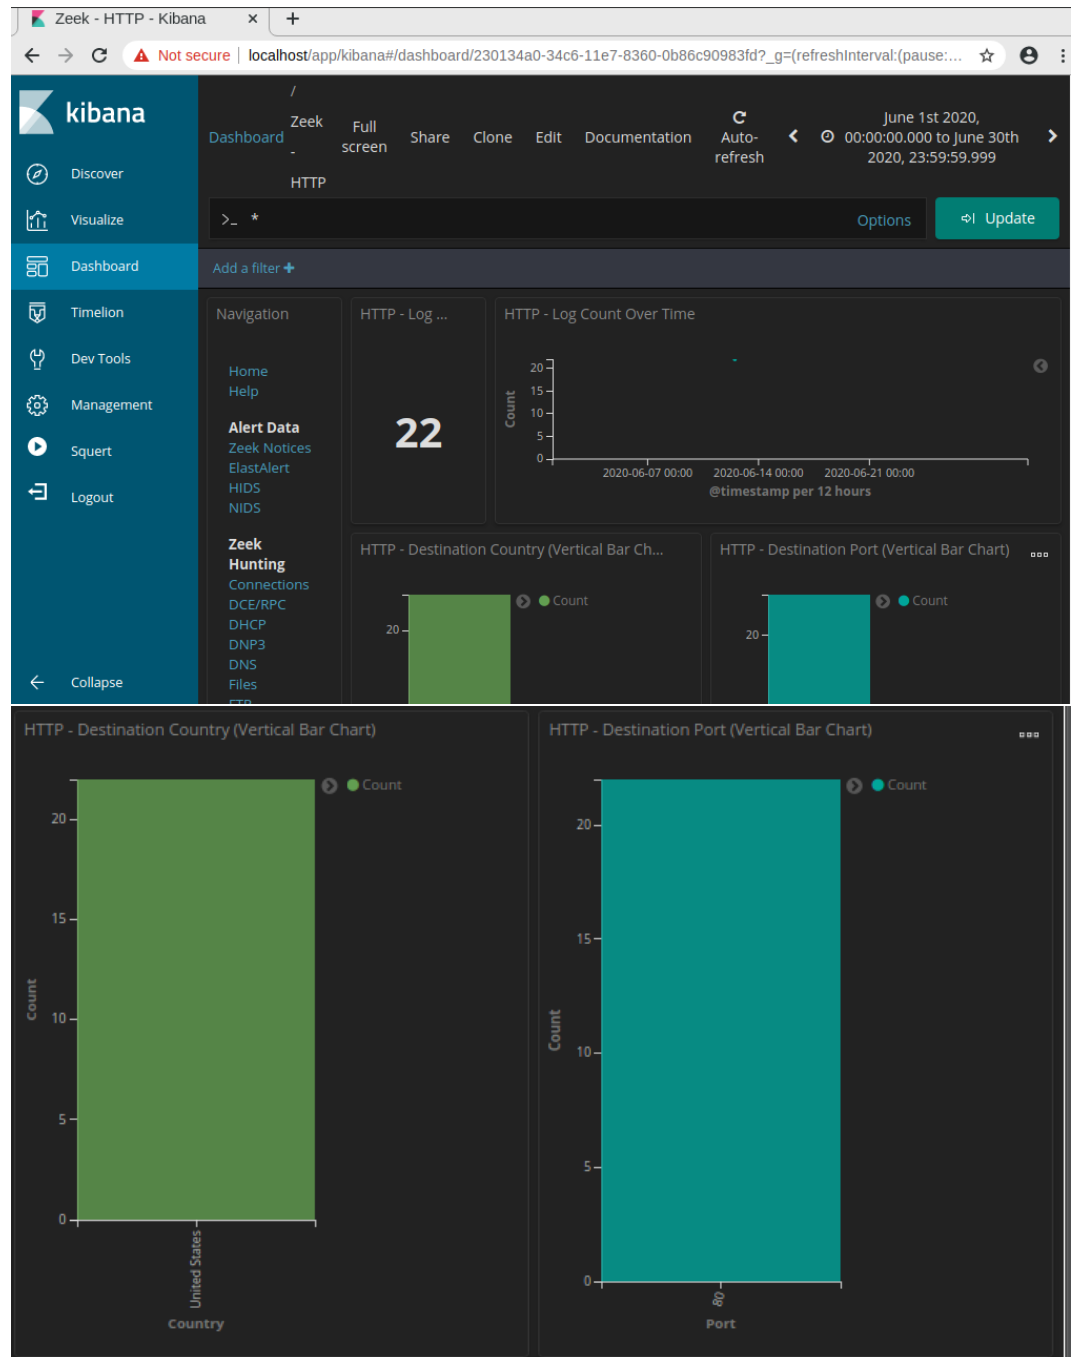 Zeek - HTTP - Kibana
Not secure | localhost/app/kibana#/dashboard/230134a0-34c6-11e7-8360-0b86c90983fd?_g=(refreshInterval:(pause:...
kibana
Discover
Visualize
Dashboard
Timelion
Dev Tools
Management
Squert
Logout
Collapse
Dashboard
/
Zeek
-
HTTP
Full
screen
Share
Clone
Edit
Documentation
Auto-
refresh
June 1st 2020,
00:00:00.000 to June 30th
2020, 23:59:59.999
>_ *
Options
Update
Add a filter +
Navigation
Home
Help
Alert Data
Zeek Notices
ElastAlert
HIDS
NIDS
Zeek
Hunting
Connections
DCE/RPC
DHCP
DNP3
DNS
Files
FTP
HTTP - Log ...
22
HTTP - Log Count Over Time
Count
20
15
10
5
0
2020-06-07 00:00 2020-06-14 00:00 2020-06-21 00:00
@timestamp per 12 hours
HTTP - Destination Country (Vertical Bar Ch...
Count
20
HTTP - Destination Port (Vertical Bar Chart)
Count
20
HTTP - Destination Country (Vertical Bar Chart)
Count
20
15
10
5
0
Count
United States
Country
HTTP - Destination Port (Vertical Bar Chart)
Count
20
15
10
5
0
Count
80
Port